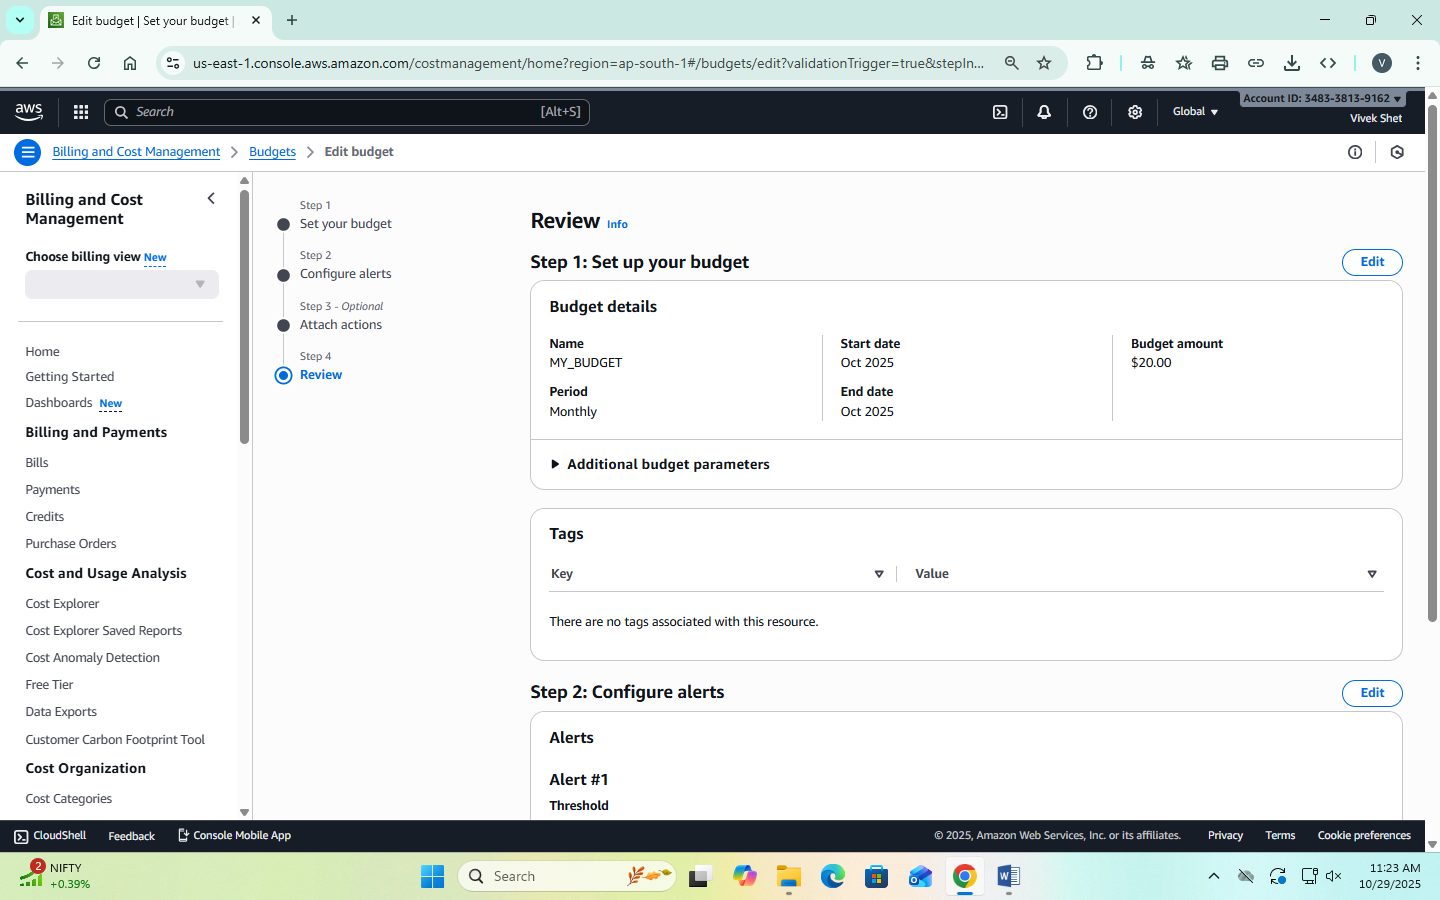 Edit budget | Set your budget |
us-east-1.console.aws.amazon.com/costmanagement/home?region=ap-south-1#/budgets/edit?validationTrigger=true&stepIn...
V
aws
Search
[Alt+S]
Global
Account ID: 3483-3813-9162
Vivek Shet
Billing and Cost Management
Budgets
Edit budget
Billing and Cost
Management
Choose billing view New
Home
Getting Started
Dashboards New
Billing and Payments
Bills
Payments
Credits
Purchase Orders
Cost and Usage Analysis
Cost Explorer
Cost Explorer Saved Reports
Cost Anomaly Detection
Free Tier
Data Exports
Customer Carbon Footprint Tool
Cost Organization
Cost Categories
Step 1
Set your budget
Step 2
Configure alerts
Step 3 - Optional
Attach actions
Step 4
Review
Review Info
Step 1: Set up your budget
Edit
Budget details
Name
MY_BUDGET
Period
Monthly
Start date
Oct 2025
End date
Oct 2025
Budget amount
$20.00
Additional budget parameters
Tags
Key
Value
There are no tags associated with this resource.
Step 2: Configure alerts
Edit
Alerts
Alert #1
Threshold
CloudShell
Feedback
Console Mobile App
© 2025, Amazon Web Services, Inc. or its affiliates.
Privacy
Terms
Cookie preferences
2
NIFTY
+0.39%
Search
11:23 AM
10/29/2025